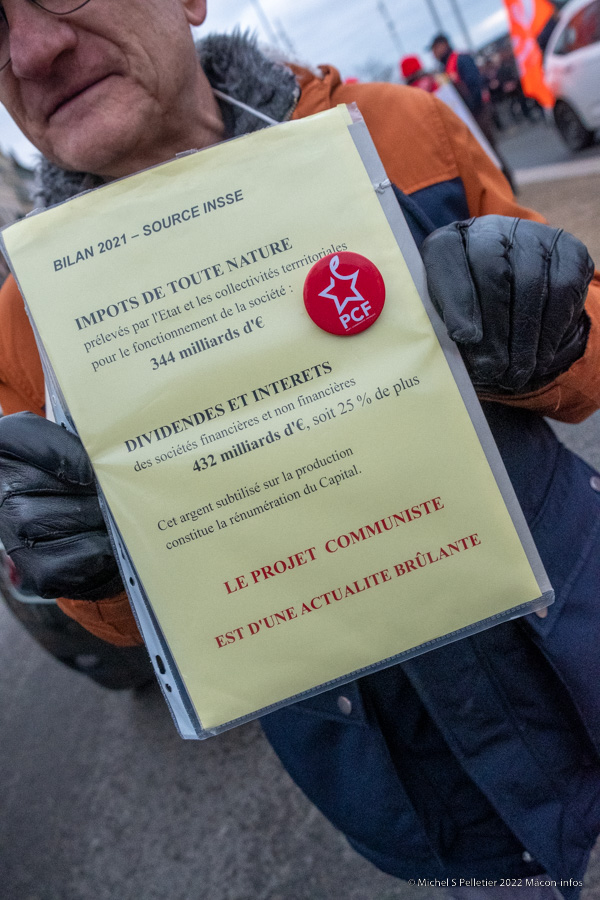 BILAN 2021 – SOURCE INSSE
IMPOTS DE TOUTE NATURE
prélevés par l'Etat et les collectivités terrritoriales
pour le fonctionnement de la société :
344 milliards d'€
PCF
DIVIDENDES ET INTERETS
des sociétés financières et non financières
432 milliards d'€, soit 25 % de plus
Cet argent subtilisé sur la production
constitue la rénumération du Capital.
LE PROJET COMMUNISTE
EST D'UNE ACTUALITE BRÛLANTE
© Michel S Pelletier 2022 Macon-infos